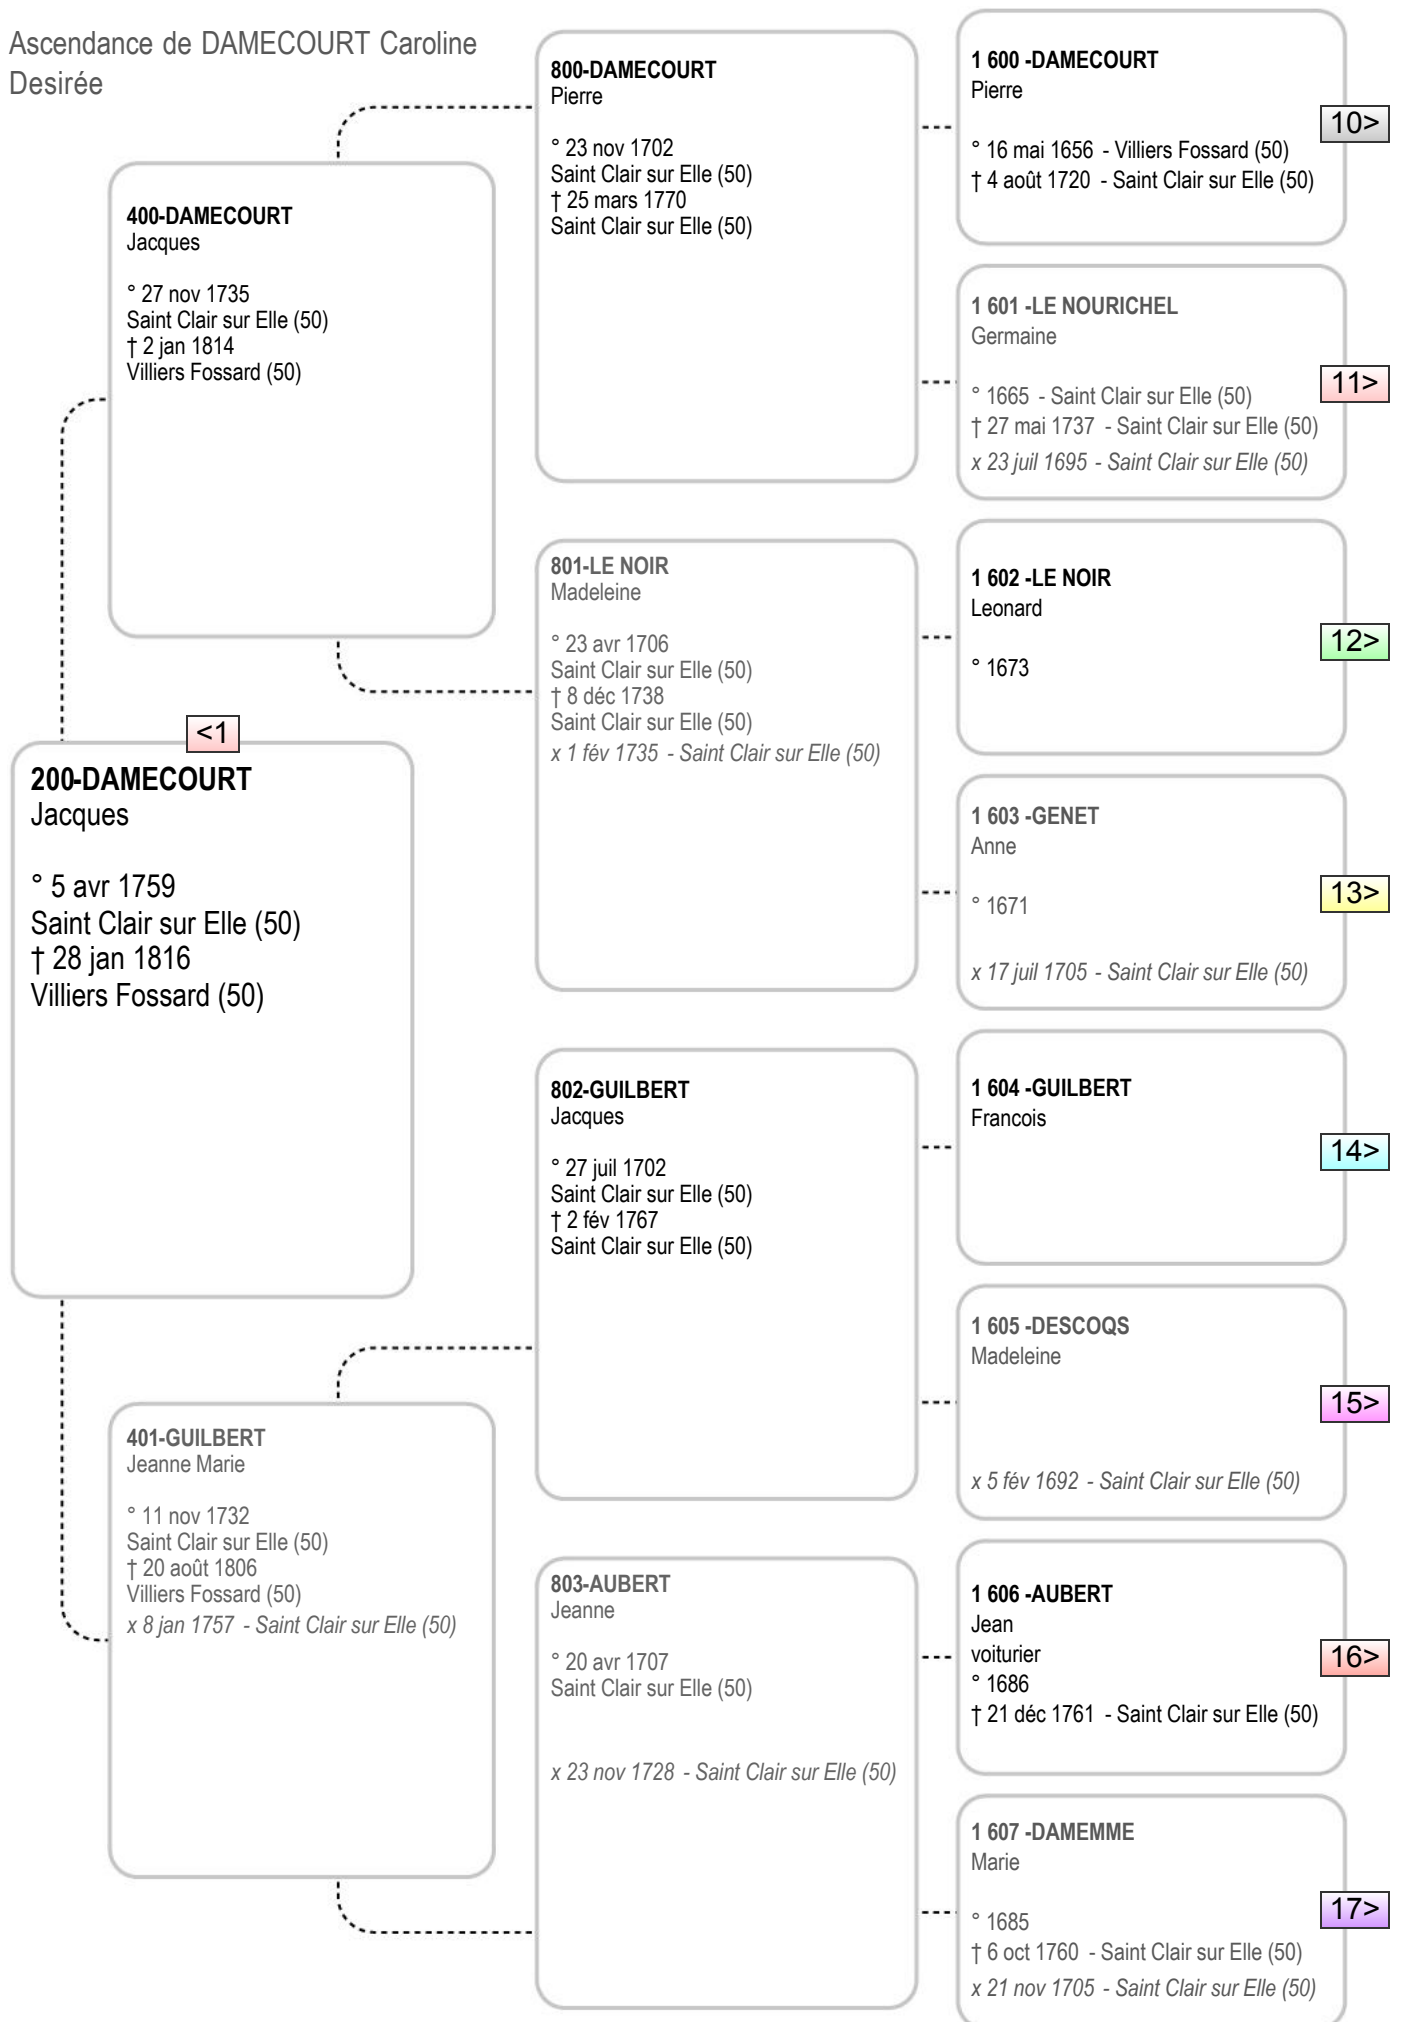 Ascendance de DAMECOURT Caroline
Desirée
<1
200-DAMECOURT
Jacques
° 5 avr 1759
Saint Clair sur Elle (50)
† 28 jan 1816
Villiers Fossard (50)
400-DAMECOURT
Jacques
° 27 nov 1735
Saint Clair sur Elle (50)
† 2 jan 1814
Villiers Fossard (50)
401-GUILBERT
Jeanne Marie
° 11 nov 1732
Saint Clair sur Elle (50)
† 20 août 1806
Villiers Fossard (50)
x 8 jan 1757 - Saint Clair sur Elle (50)
800-DAMECOURT
Pierre
° 23 nov 1702
Saint Clair sur Elle (50)
† 25 mars 1770
Saint Clair sur Elle (50)
801-LE NOIR
Madeleine
° 23 avr 1706
Saint Clair sur Elle (50)
† 8 déc 1738
Saint Clair sur Elle (50)
x 1 fév 1735 - Saint Clair sur Elle (50)
802-GUILBERT
Jacques
° 27 juil 1702
Saint Clair sur Elle (50)
† 2 fév 1767
Saint Clair sur Elle (50)
803-AUBERT
Jeanne
° 20 avr 1707
Saint Clair sur Elle (50)
x 23 nov 1728 - Saint Clair sur Elle (50)
1 600 -DAMECOURT
Pierre
10>
° 16 mai 1656 - Villiers Fossard (50)
† 4 août 1720 - Saint Clair sur Elle (50)
1 601 -LE NOURICHEL
Germaine
11>
° 1665 - Saint Clair sur Elle (50)
† 27 mai 1737 - Saint Clair sur Elle (50)
x 23 juil 1695 - Saint Clair sur Elle (50)
1 602 -LE NOIR
Leonard
12>
° 1673
1 603 -GENET
Anne
13>
° 1671
x 17 juil 1705 - Saint Clair sur Elle (50)
1 604 -GUILBERT
Francois
14>
1 605 -DESCOQS
Madeleine
15>
x 5 fév 1692 - Saint Clair sur Elle (50)
1 606 -AUBERT
Jean
voiturier
16>
° 1686
† 21 déc 1761 - Saint Clair sur Elle (50)
1 607 -DAMEMME
Marie
17>
° 1685
† 6 oct 1760 - Saint Clair sur Elle (50)
x 21 nov 1705 - Saint Clair sur Elle (50)